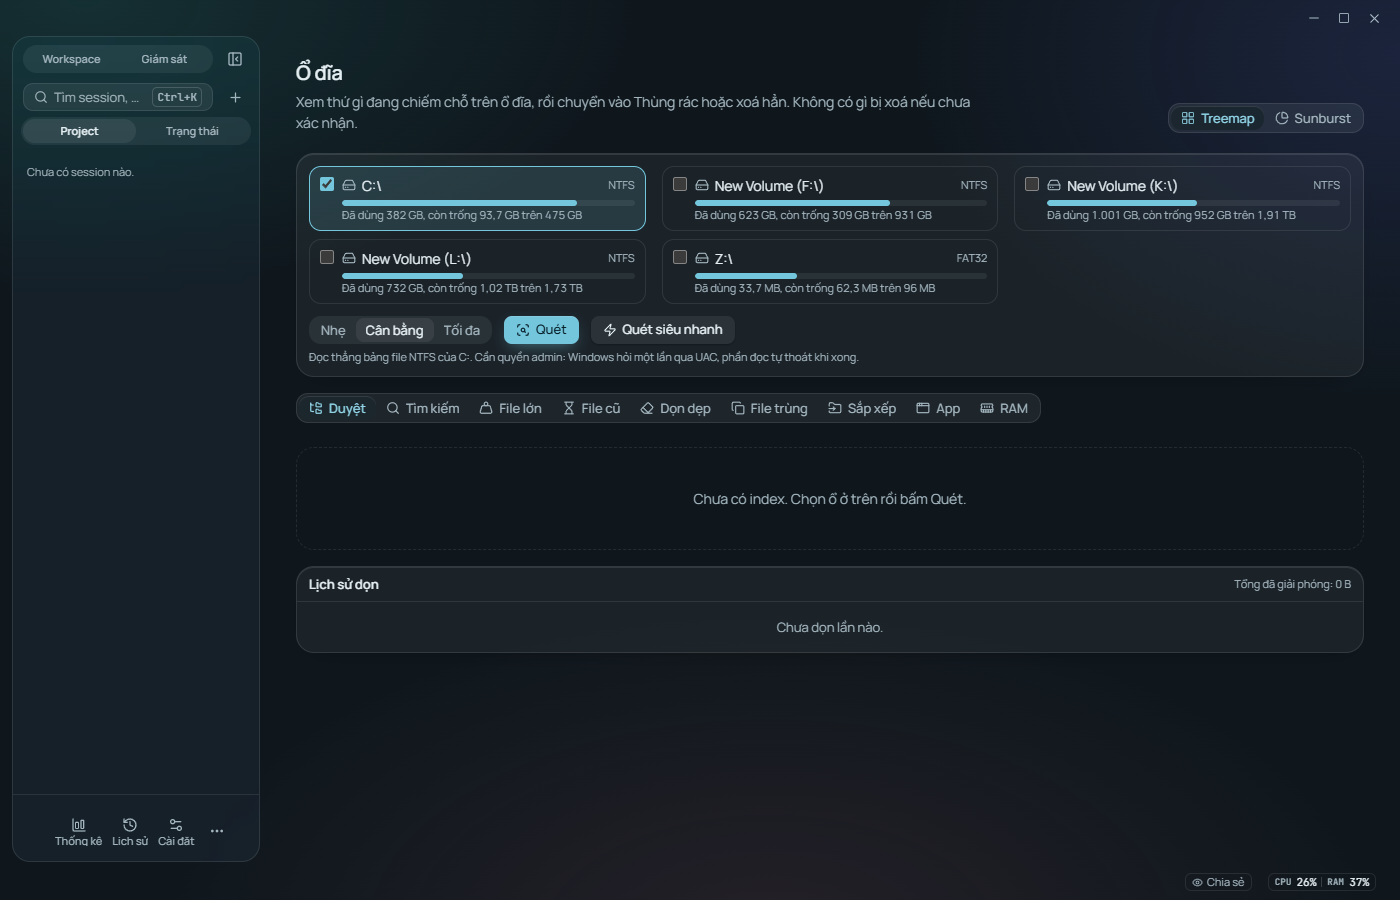 Workspace
Giám sát
Tìm session, ...
Ctrl+K
Project
Trạng thái
Chưa có session nào.
Ổ đĩa
Xem thứ gì đang chiếm chỗ trên ổ đĩa, rồi chuyển vào Thùng rác hoặc xoá hẳn. Không có gì bị xoá nếu chưa
xác nhận.
Treemap
Sunburst
C:\
NTFS
Đã dùng 382 GB, còn trống 93,7 GB trên 475 GB
New Volume (F:\)
NTFS
Đã dùng 623 GB, còn trống 309 GB trên 931 GB
New Volume (K:\)
NTFS
Đã dùng 1.001 GB, còn trống 952 GB trên 1,91 TB
New Volume (L:\)
NTFS
Đã dùng 732 GB, còn trống 1,02 TB trên 1,73 TB
Z:\
FAT32
Đã dùng 33,7 MB, còn trống 62,3 MB trên 96 MB
Nhẹ
Cân bằng
Tối đa
Quét
Quét siêu nhanh
Đọc thẳng bảng file NTFS của C:. Cần quyền admin: Windows hỏi một lần qua UAC, phần đọc tự thoát khi xong.
Duyệt
Tìm kiếm
File lớn
File cũ
Dọn dẹp
File trùng
Sắp xếp
App
RAM
Chưa có index. Chọn ổ ở trên rồi bấm Quét.
Lịch sử dọn
Tổng đã giải phóng: 0 B
Chưa dọn lần nào.
Thống kê
Lịch sử
Cài đặt
Chia sẻ
CPU 26%
RAM 37%